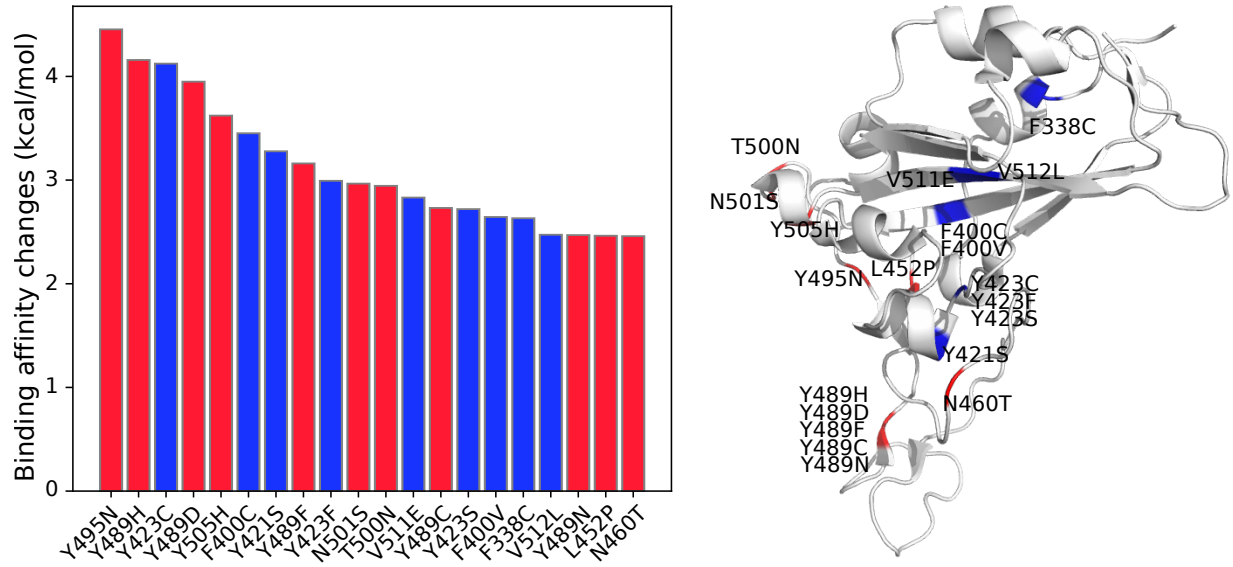 Binding affinity changes (kcal/mol)
4
3
2
1
0
Y495N
Y489H
Y423C
Y489D
Y505H
F400C
Y421S
Y489F
Y423F
N501S
T500N
V511E
Y489C
Y423S
F400V
F338C
V512L
Y489N
L452P
N460T
F338C
T500N
V511E V512L
N501S
Y505H
F400C
F400V
L452P
Y495N
Y423C
Y423F
Y423S
Y421S
Y489H
N460T
Y489D
Y489F
Y489C
Y489N